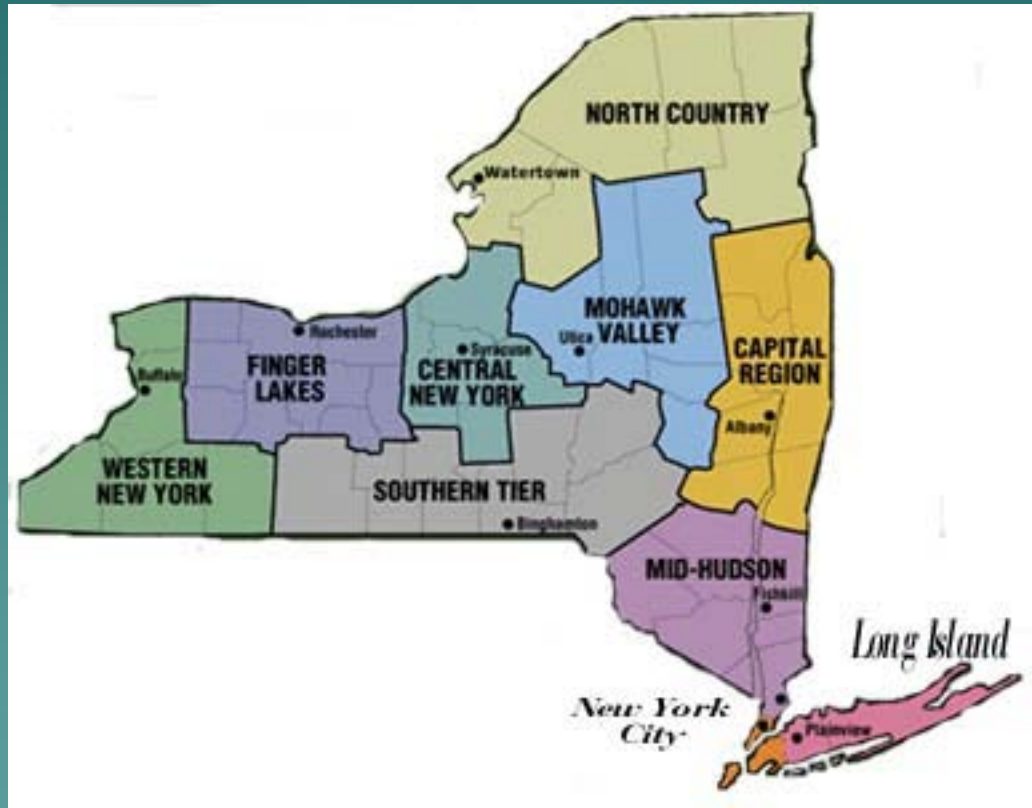 NORTH COUNTRY
Watertown
MOHAWK
VALLEY
Utica
Rochester
FINGER
LAKES
Syracuse
CENTRAL
NEW YORK
CAPITAL
REGION
Albany
Buffalo
WESTERN
NEW YORK
SOUTHERN TIER
Binghamton
MID-HUDSON
Fishkill
Long Island
New York
City
Plainview